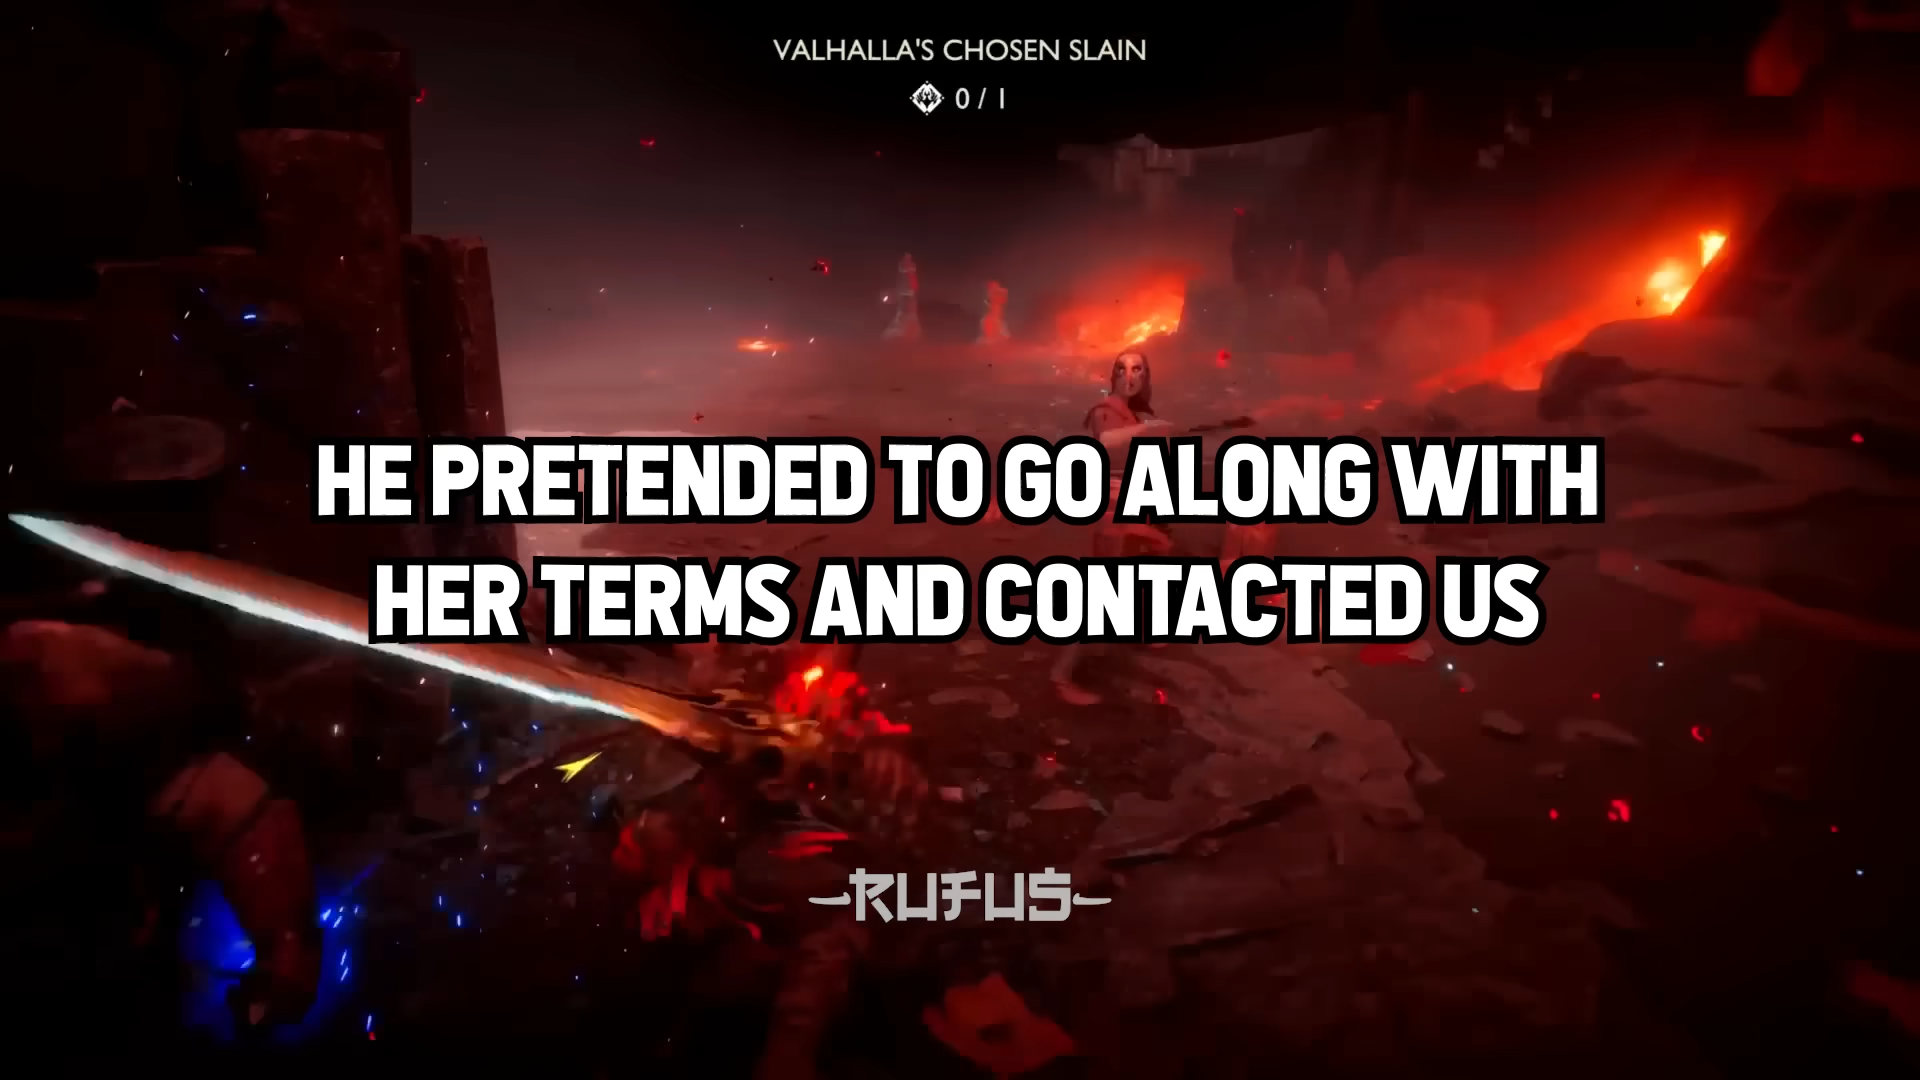 VALHALLA'S CHOSEN SLAIN
0 / 1
HE PRETENDED TO GO ALONG WITH
HER TERMS AND CONTACTED US
-RUFUS-